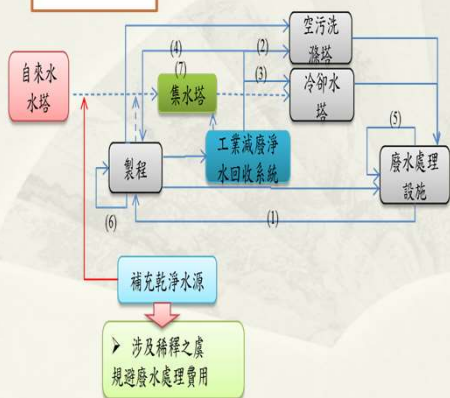 空污洗
滌塔
(4)
(2)
(7)
(3)
自來水
水塔
集水塔
冷卻水
塔
工業減廢淨
水回收系統
(5)
製程
廢水處理
設施
(6)
(1)
補充乾淨水源
➢ 涉及稀釋之虞
規避廢水處理費用